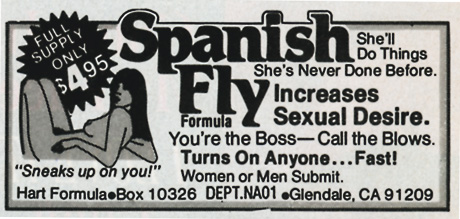 FULL
SUPPLY
ONLY
$4.95
Spanish
Fly
Formula
She'll
Do Things
She's Never Done Before.
Increases
Sexual Desire.
You're the Boss—Call the Blows.
Turns On Anyone...Fast!
Women or Men Submit.
"Sneaks up on you!"
Hart Formula•Box 10326 DEPT.NA01 •Glendale, CA 91209